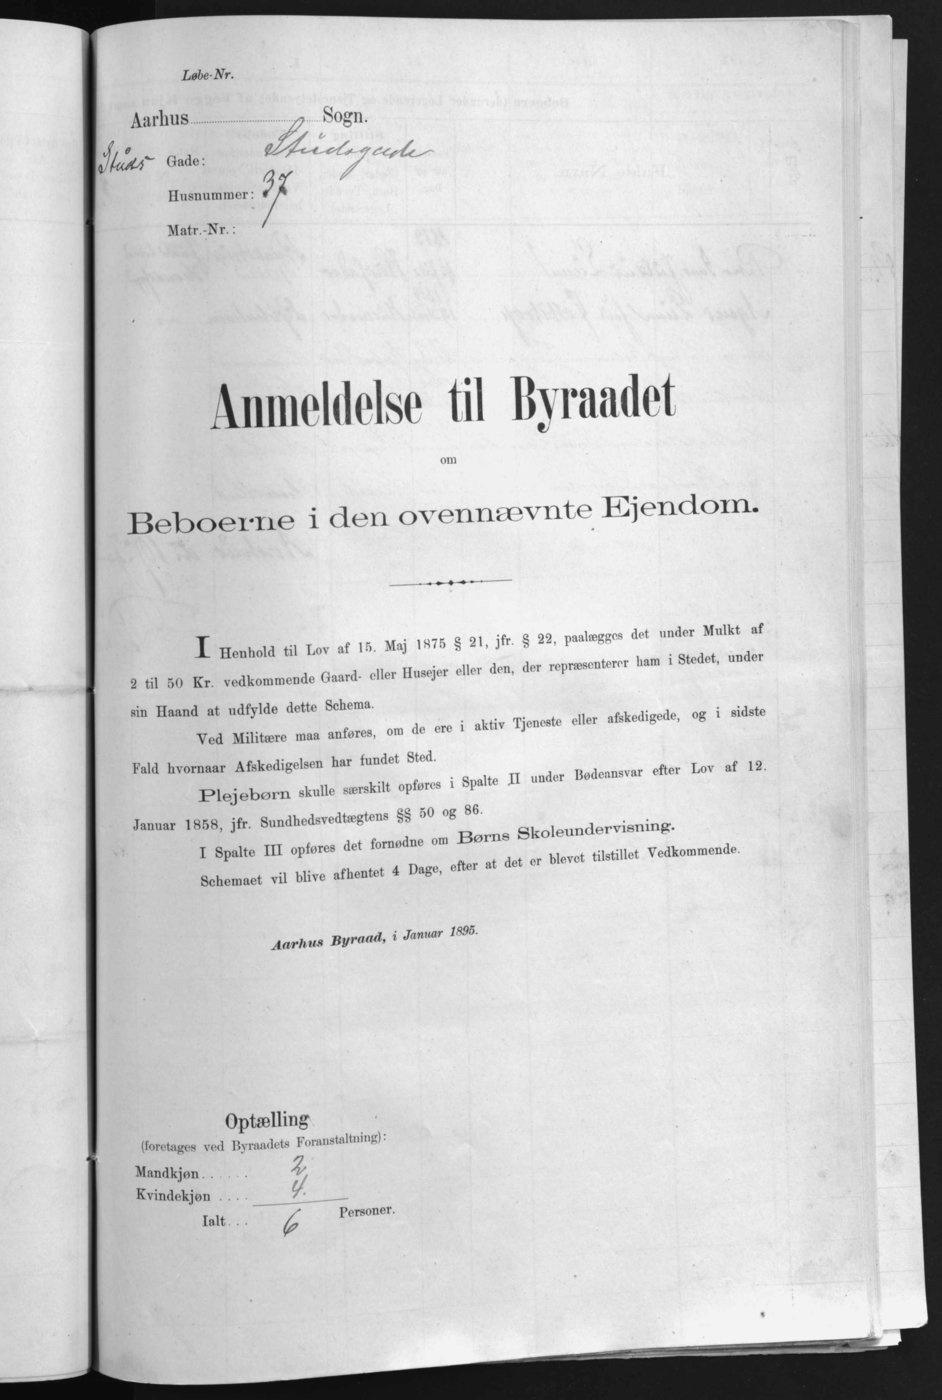 Løbe-Nr.
Aarhus Sogn.
Studs Gade: Studsgade
Husnummer: 37
Matr.-Nr.:
Anmeldelse til Byraadet
om
Beboerne i den ovennævnte Ejendom.
I Henhold til Lov af 15. Maj 1875 § 21, jfr. § 22, paalægges det under Mulkt af
2 til 50 Kr. vedkommende Gaard- eller Husejer eller den, der repræsenterer ham i Stedet, under
sin Haand at udfylde dette Schema.
Ved Militære maa anføres, om de ere i aktiv Tjeneste eller afskedigede, og i sidste
Fald hvornaar Afskedigelsen har fundet Sted.
Plejebørn skulle særskilt opføres i Spalte II under Bødeansvar efter Lov af 12.
Januar 1858, jfr. Sundhedsvedtægtens §§ 50 og 86.
I Spalte III opføres det fornødne om Børns Skoleundervisning.
Schemaet vil blive afhentet 4 Dage, efter at det er blevet tilstillet Vedkommende.
Aarhus Byraad, i Januar 1895.
Optælling
(foretages ved Byraadets Foranstaltning):
Mandkjøn...... 2
Kvindekjøn .... 4.
Ialt... 6 Personer.